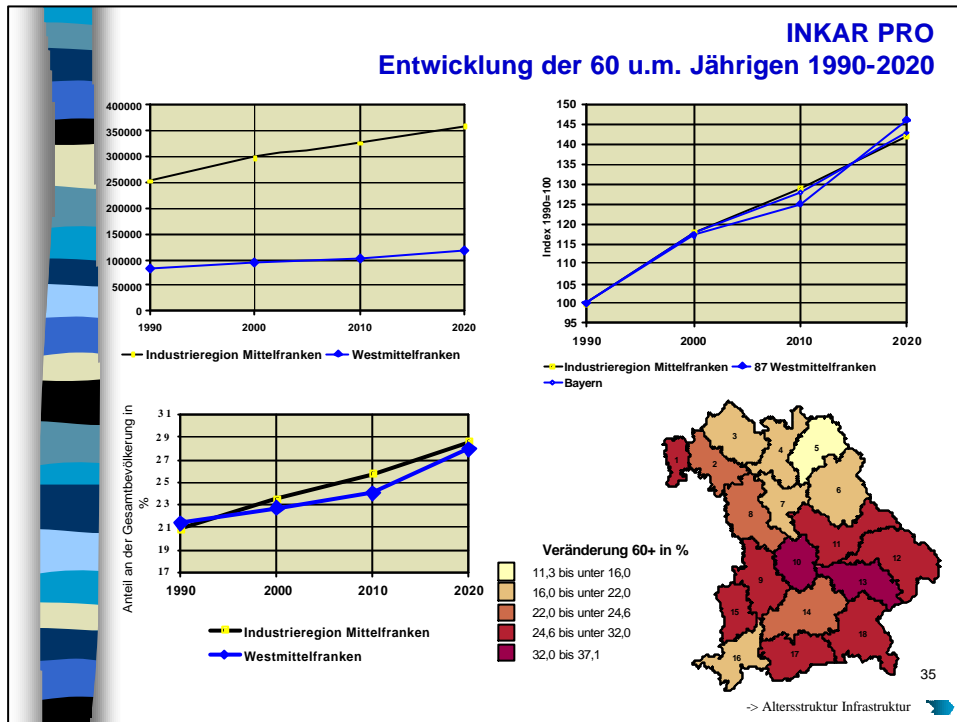 INKAR PRO
Entwicklung der 60 u.m. Jährigen 1990-2020
400000
350000
300000
250000
200000
150000
100000
50000
0
1990 2000 2010 2020
Industrieregion Mittelfranken Westmittelfranken
Index 1990=100
150
145
140
135
130
125
120
115
110
105
100
95
1990 2000 2010 2020
Industrieregion Mittelfranken 87 Westmittelfranken
Bayern
Anteil an der Gesamtbevölkerung in
%
31
29
27
25
23
21
19
17
1990 2000 2010 2020
Industrieregion Mittelfranken
Westmittelfranken
Veränderung 60+ in %
11,3 bis unter 16,0
16,0 bis unter 22,0
22,0 bis unter 24,6
24,6 bis unter 32,0
32,0 bis 37,1
1
2
3
4
5
6
7
8
9
10
11
12
13
14
15
16
17
18
35
-> Altersstruktur Infrastruktur